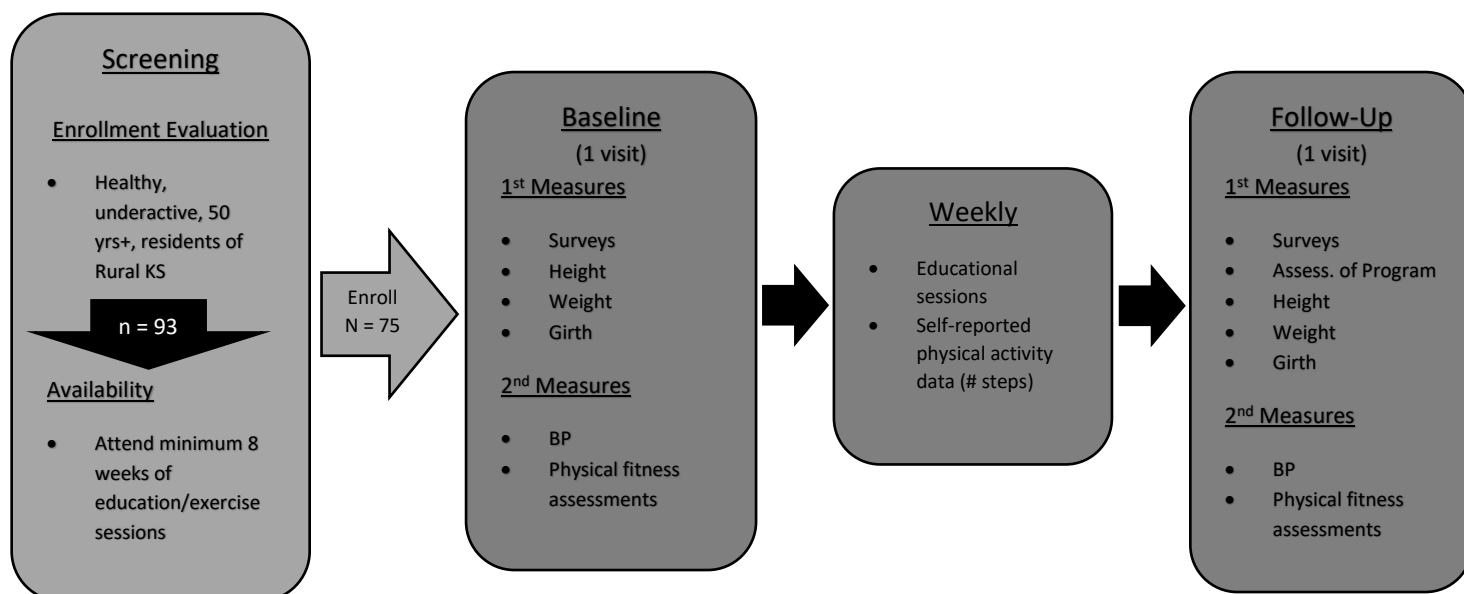 Screening
Enrollment Evaluation
• Healthy,
underactive, 50
yrs+, residents of
Rural KS
n = 93
Availability
• Attend minimum 8
weeks of
education/exercise
sessions
Enroll
N = 75
Baseline
(1 visit)
1st Measures
• Surveys
• Height
• Weight
• Girth
2nd Measures
• BP
• Physical fitness
assessments
Weekly
• Educational
sessions
• Self-reported
physical activity
data (# steps)
Follow-Up
(1 visit)
1st Measures
• Surveys
• Assess. of Program
• Height
• Weight
• Girth
2nd Measures
• BP
• Physical fitness
assessments